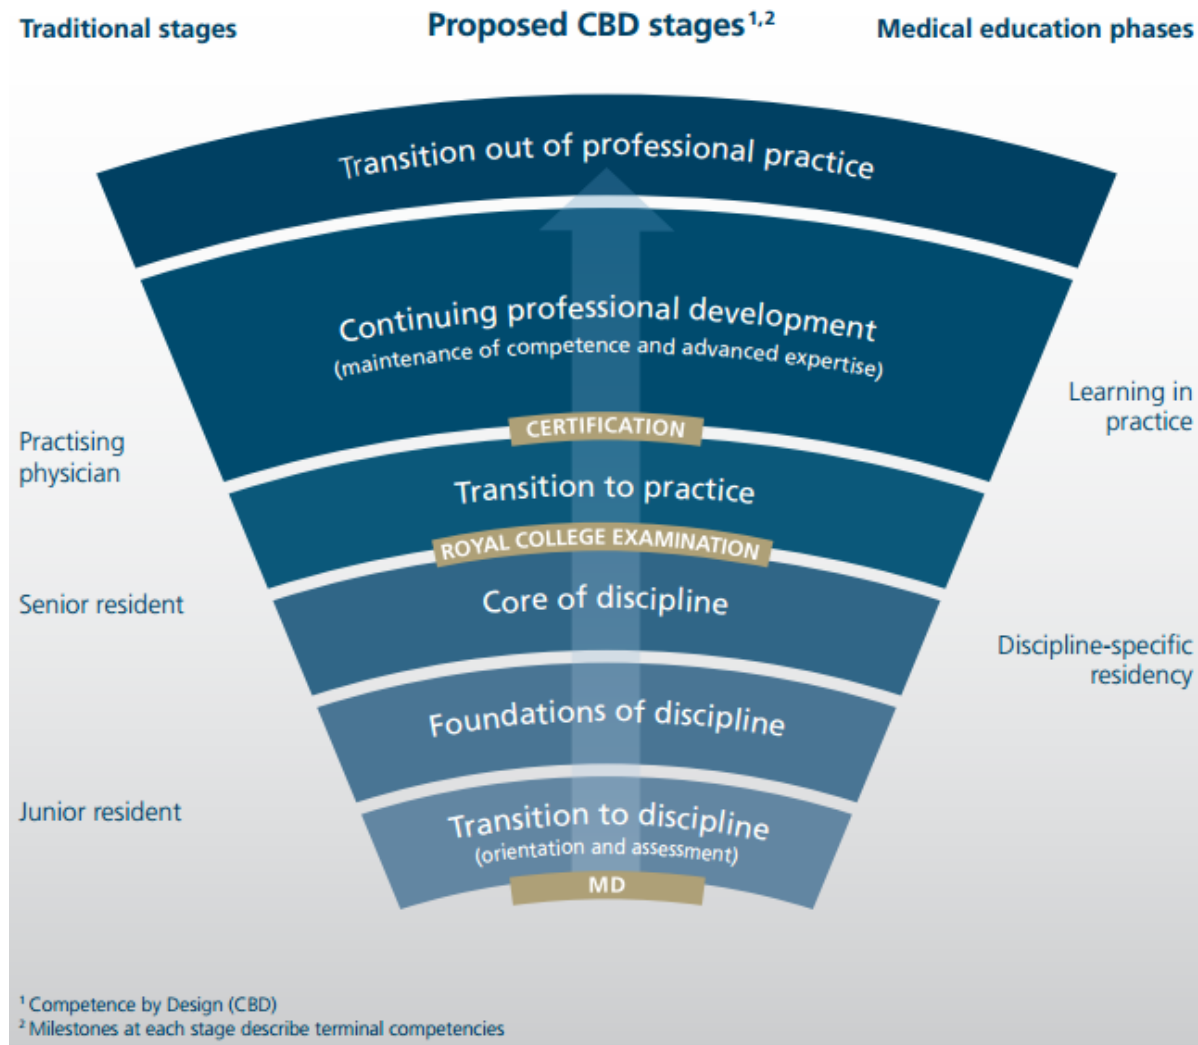 Traditional stages
Proposed CBD stages1,2
Medical education phases
Transition out of professional practice
Continuing professional development
(maintenance of competence and advanced expertise)
Learning in
practice
CERTIFICATION
Practising
physician
Transition to practice
ROYAL COLLEGE EXAMINATION
Senior resident
Core of discipline
Discipline-specific
residency
Foundations of discipline
Junior resident
Transition to discipline
(orientation and assessment)
MD
1 Competence by Design (CBD)
2 Milestones at each stage describe terminal competencies